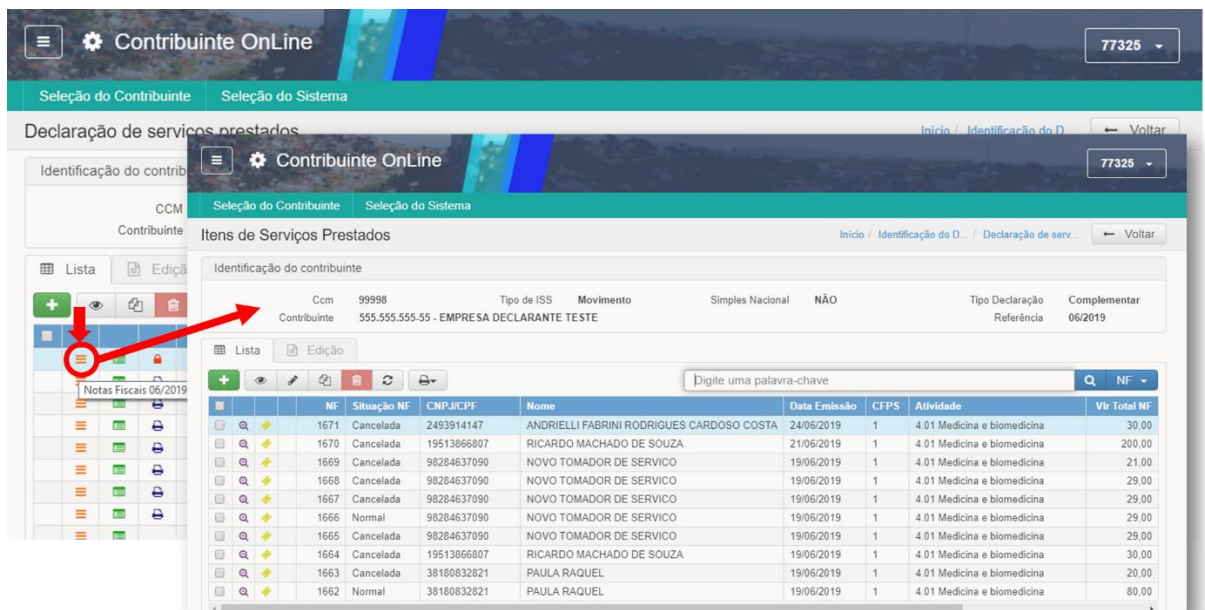 Contribuinte OnLine
77325
Seleção do Contribuinte Seleção do Sistema
Declaração de serviços prestados
Início / Identificação do D... Voltar
Identificação do contrib
CCM
Contribuinte
Lista Ediçã
Notas Fiscais 06/2019
Contribuinte OnLine
77325
Seleção do Contribuinte Seleção do Sistema
Itens de Serviços Prestados
Início / Identificação do D... / Declaração de serv... Voltar
Identificação do contribuinte
Ccm 99998 Tipo de ISS Movimento Simples Nacional NÃO Tipo Declaração Complementar
Contribuinte 555.555.555-55 - EMPRESA DECLARANTE TESTE Referência 06/2019
Lista Edição
Digite uma palavra-chave NF
NF Situação NF CNPJ/CPF Nome Data Emissão CFPS Atividade Vlr Total NF
1671 Cancelada 2493914147 ANDRIELLI FABRINI RODRIGUES CARDOSO COSTA 24/06/2019 1 4.01 Medicina e biomedicina 30,00
1670 Cancelada 19513866807 RICARDO MACHADO DE SOUZA 21/06/2019 1 4.01 Medicina e biomedicina 200,00
1669 Cancelada 98284637090 NOVO TOMADOR DE SERVICO 19/06/2019 1 4.01 Medicina e biomedicina 21,00
1668 Cancelada 98284637090 NOVO TOMADOR DE SERVICO 19/06/2019 1 4.01 Medicina e biomedicina 29,00
1667 Cancelada 98284637090 NOVO TOMADOR DE SERVICO 19/06/2019 1 4.01 Medicina e biomedicina 29,00
1666 Normal 98284637090 NOVO TOMADOR DE SERVICO 19/06/2019 1 4.01 Medicina e biomedicina 29,00
1665 Cancelada 98284637090 NOVO TOMADOR DE SERVICO 19/06/2019 1 4.01 Medicina e biomedicina 29,00
1664 Cancelada 19513866807 RICARDO MACHADO DE SOUZA 19/06/2019 1 4.01 Medicina e biomedicina 30,00
1663 Cancelada 38180832821 PAULA RAQUEL 19/06/2019 1 4.01 Medicina e biomedicina 20,00
1662 Normal 38180832821 PAULA RAQUEL 19/06/2019 1 4.01 Medicina e biomedicina 80,00